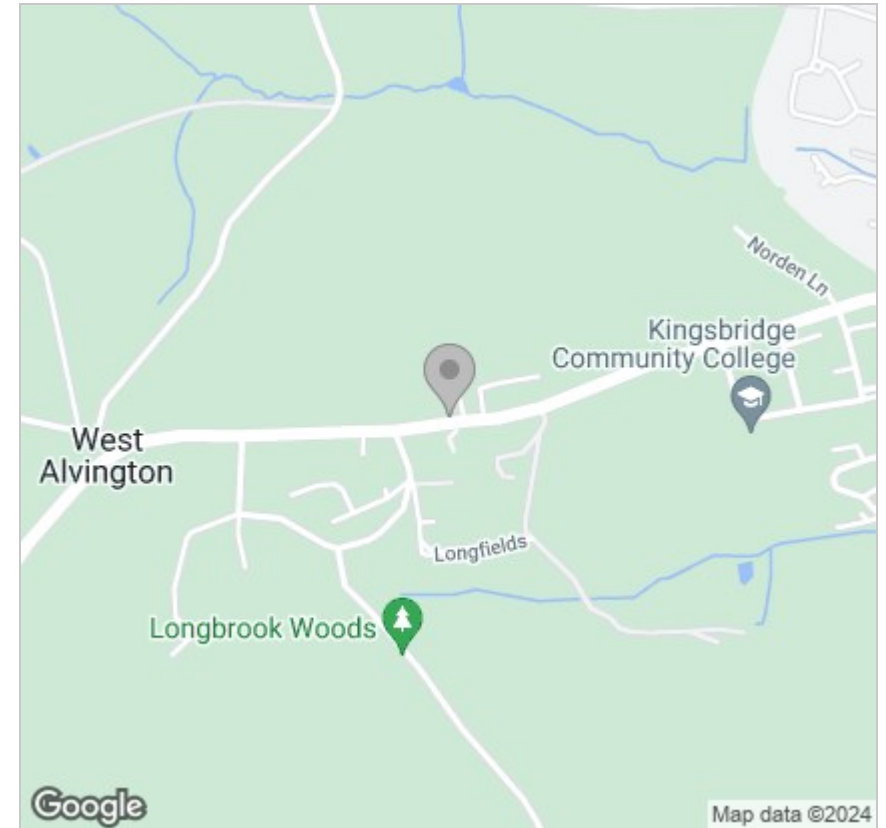 Norden Ln
Kingsbridge
Community College
West
Alvington
Longfields
Longbrook Woods
Google
Map data ©2024